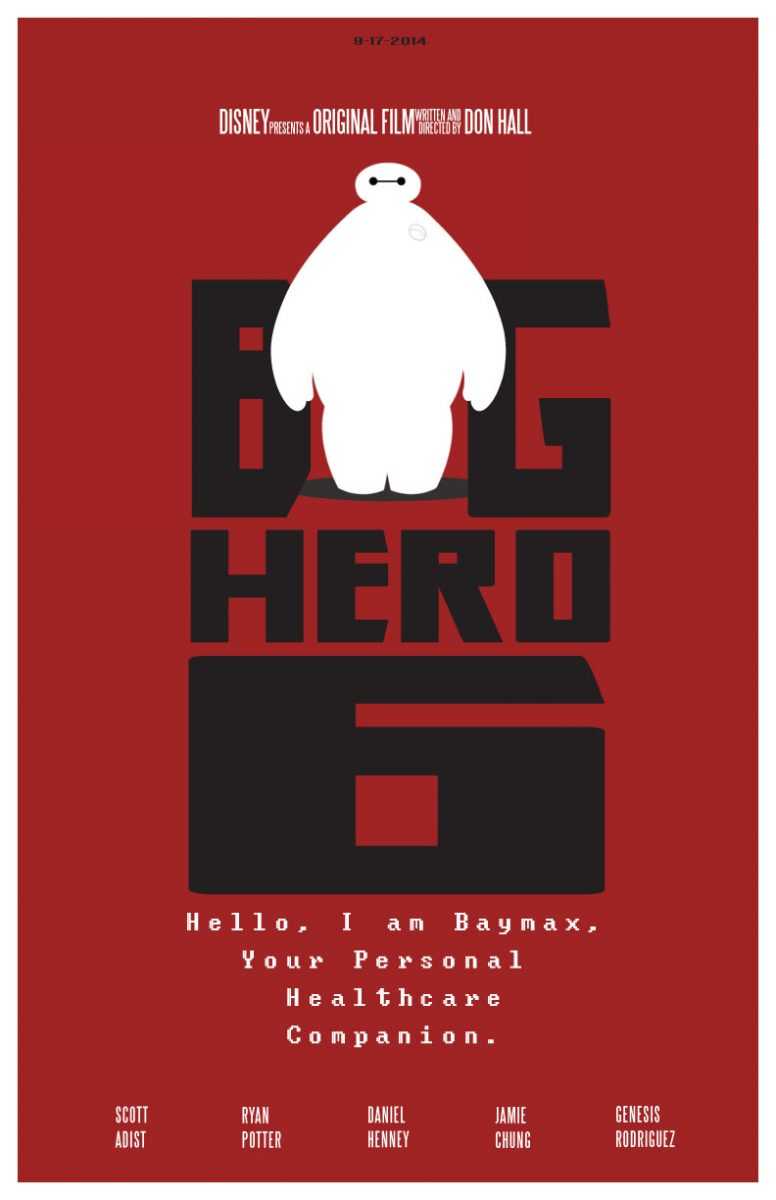 9-17-2014
DISNEY PRESENTS A ORIGINAL FILM WRITTEN AND DIRECTED BY DON HALL
BIG
HERO
6
Hello, I am Baymax,
Your Personal
Healthcare
Companion.
SCOTT ADIST
RYAN POTTER
DANIEL HENNEY
JAMIE CHUNG
GENESIS RODRIGUEZ